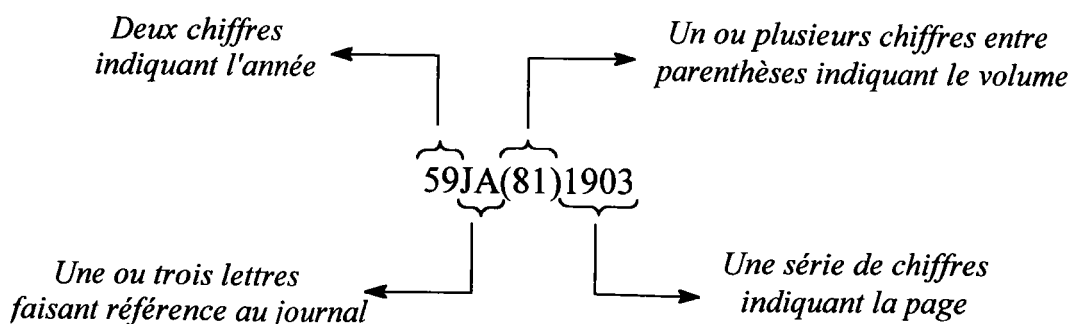 Deux chiffres
indiquant l'année
Un ou plusieurs chiffres entre
parenthèses indiquant le volume
59JA(81)1903
Une ou trois lettres
faisant référence au journal
Une série de chiffres
indiquant la page